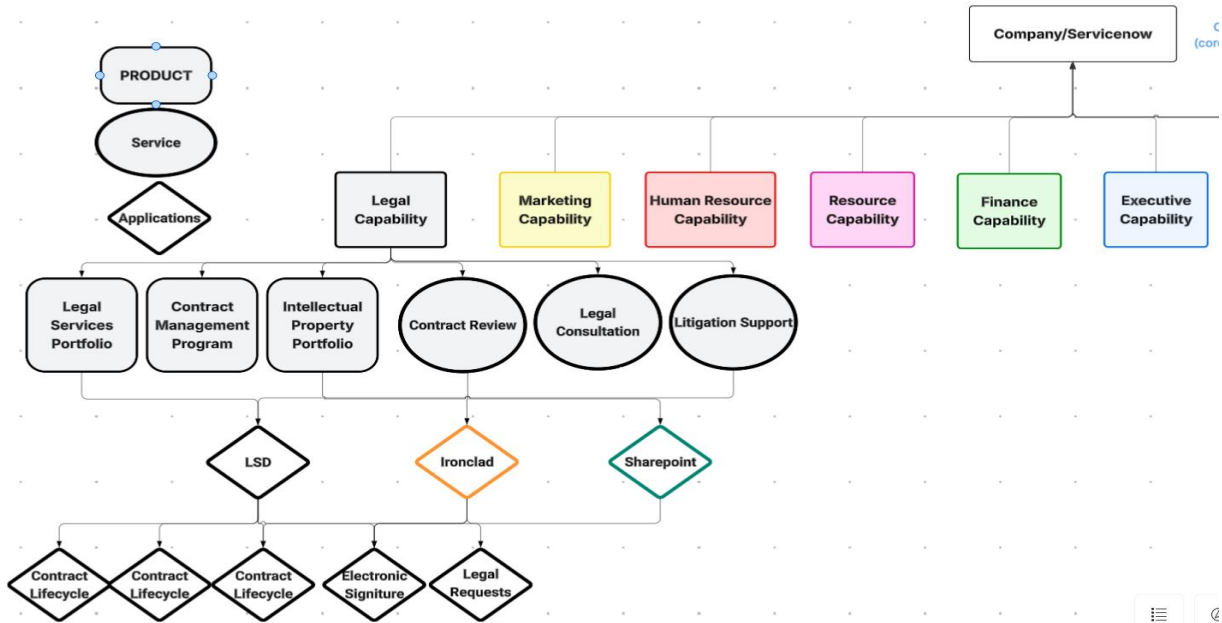 Company/Servicenow
C
(cor
PRODUCT
Service
Applications
Legal
Capability
Marketing
Capability
Human Resource
Capability
Resource
Capability
Finance
Capability
Executive
Capability
Legal
Services
Portfolio
Contract
Management
Program
Intellectual
Property
Portfolio
Contract Review
Legal
Consultation
Litigation Support
LSD
Ironclad
Sharepoint
Contract
Lifecycle
Contract
Lifecycle
Contract
Lifecycle
Electronic
Signiture
Legal
Requests